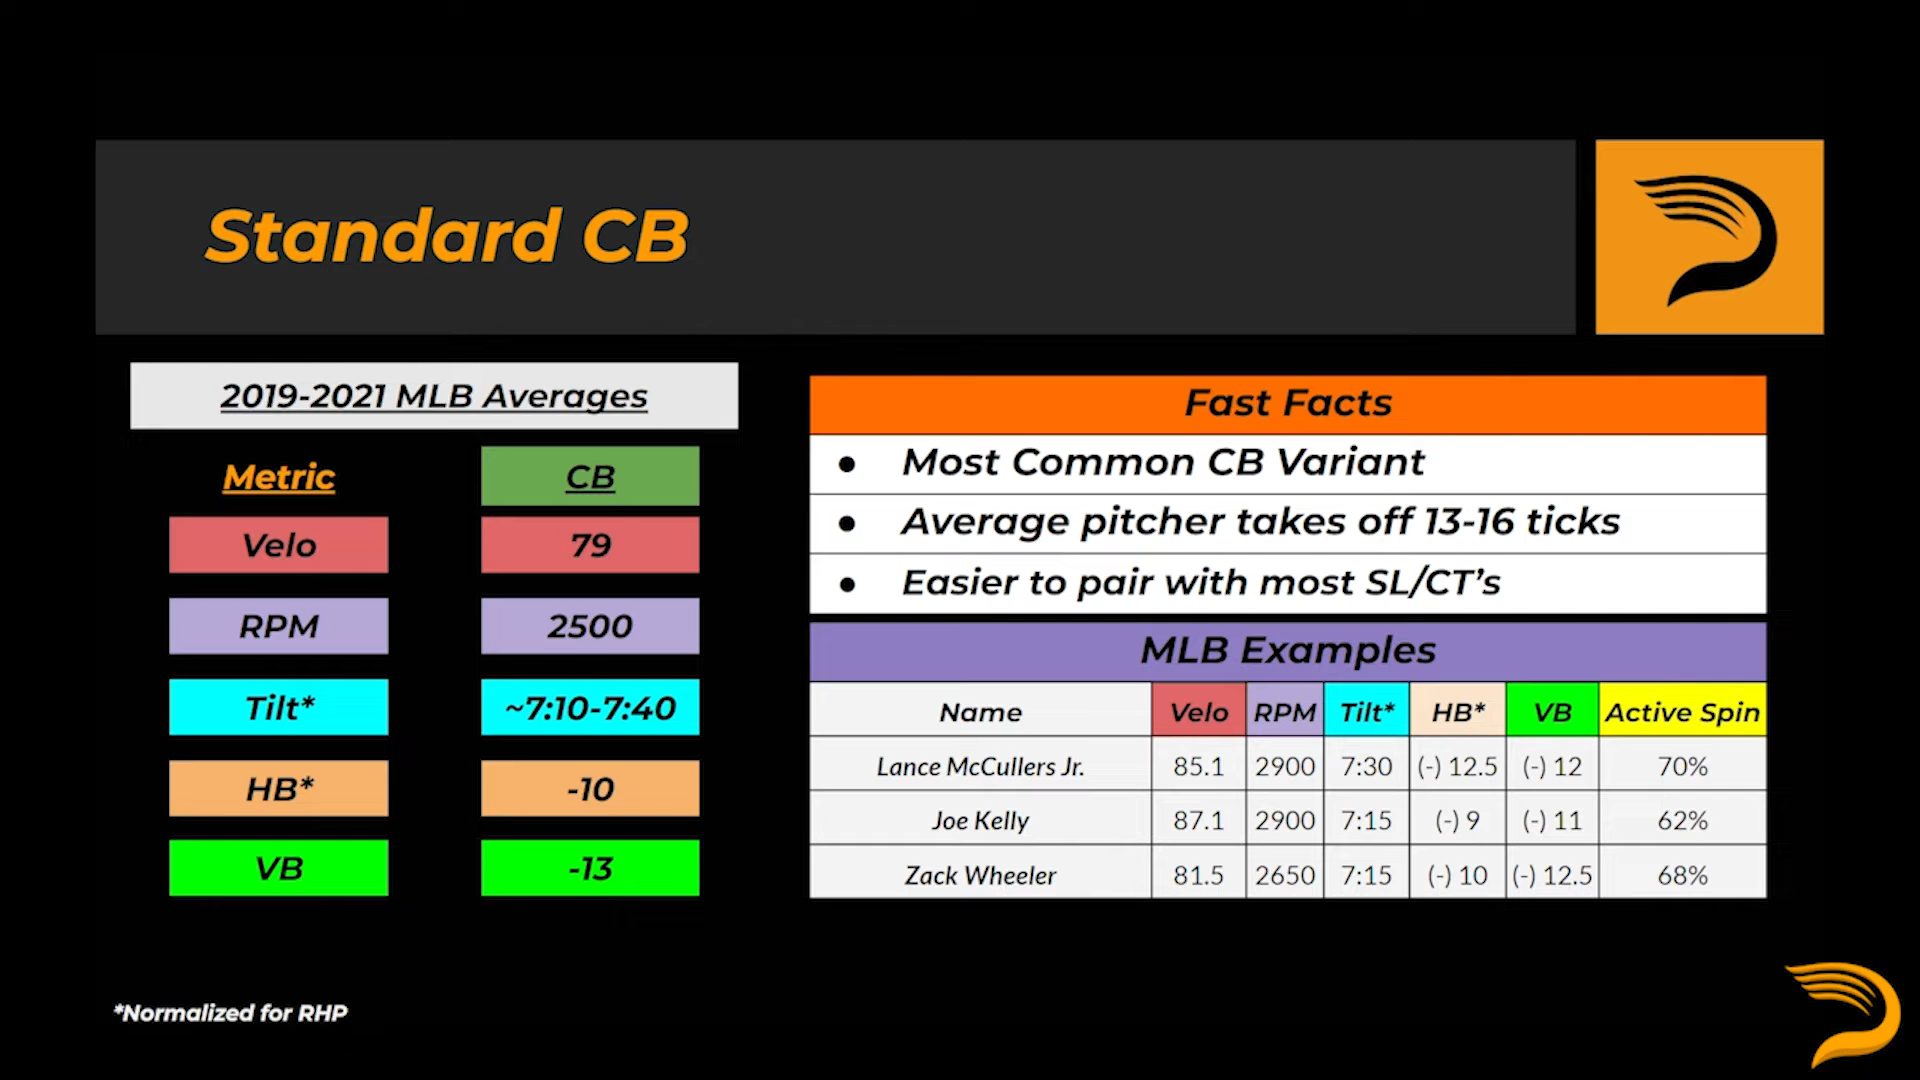 Standard CB
2019-2021 MLB Averages
Metric CB
Velo 79
RPM 2500
Tilt* ~7:10-7:40
HB* -10
VB -13
Fast Facts
● Most Common CB Variant
● Average pitcher takes off 13-16 ticks
● Easier to pair with most SL/CT’s
MLB Examples
Name Velo RPM Tilt* HB* VB Active Spin
Lance McCullers Jr. 85.1 2900 7:30 (-) 12.5 (-) 12 70%
Joe Kelly 87.1 2900 7:15 (-) 9 (-) 11 62%
Zack Wheeler 81.5 2650 7:15 (-) 10 (-) 12.5 68%
*Normalized for RHP